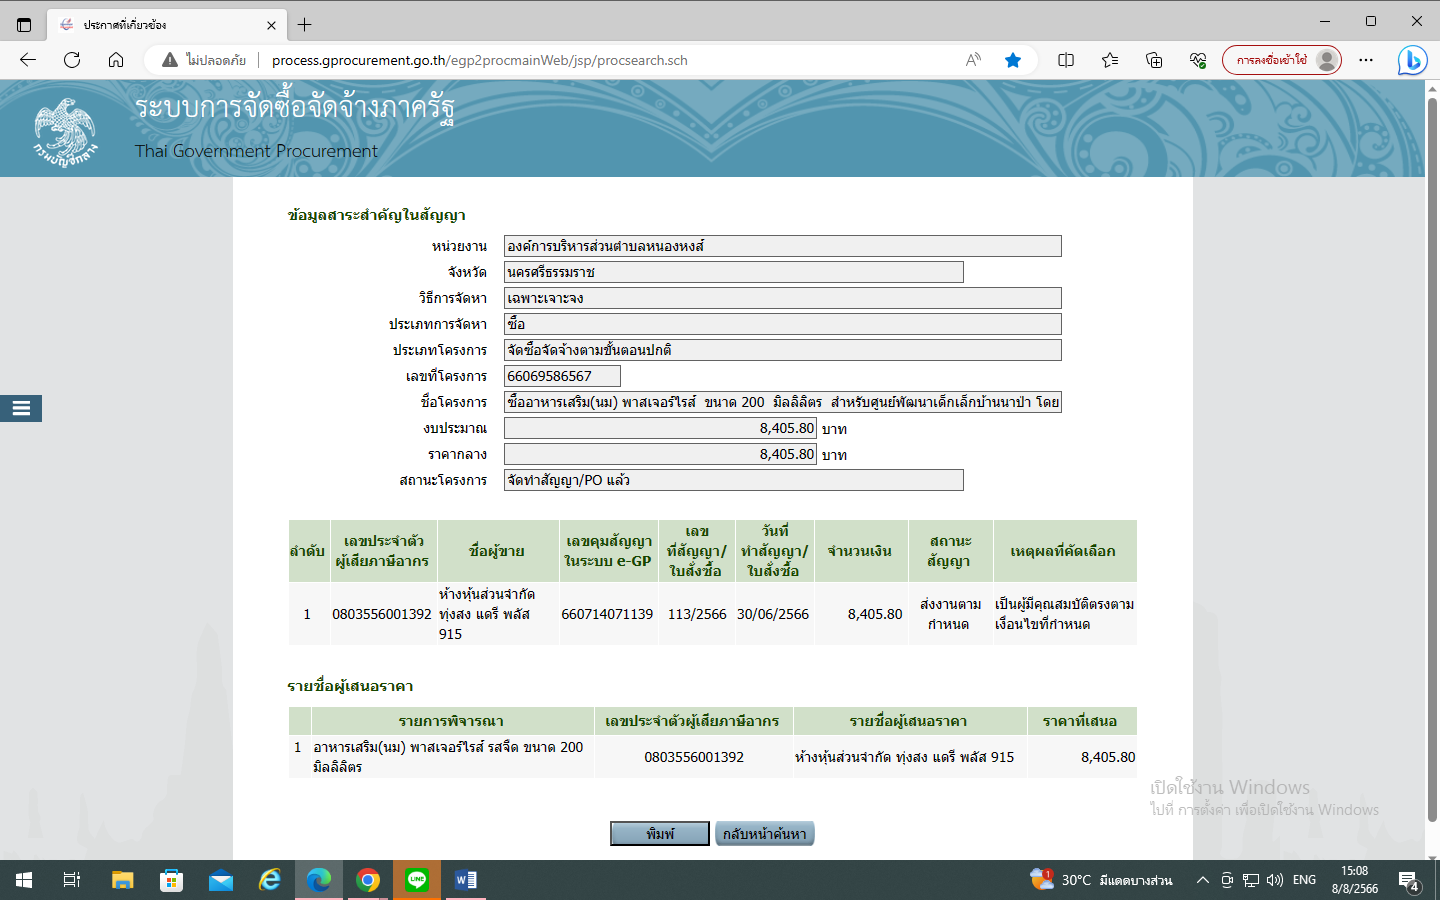 ประกาศที่เกี่ยวข้อง
ไม่ปลอดภัย process.gprocurement.go.th/egp2procmainWeb/jsp/procsearch.sch การลงชื่อเข้าใช้
ระบบการจัดซื้อจัดจ้างภาครัฐ
Thai Government Procurement
กรมบัญชีกลาง
ข้อมูลสาระสำคัญในสัญญา
หน่วยงาน องค์การบริหารส่วนตำบลหนองหงส์
จังหวัด นครศรีธรรมราช
วิธีการจัดหา เฉพาะเจาะจง
ประเภทการจัดหา ซื้อ
ประเภทโครงการ จัดซื้อจัดจ้างตามขั้นตอนปกติ
เลขที่โครงการ 66069586567
ชื่อโครงการ ซื้ออาหารเสริม(นม) พาสเจอร์ไรส์ ขนาด 200 มิลลิลิตร สำหรับศูนย์พัฒนาเด็กเล็กบ้านนาป่า โดย
งบประมาณ 8,405.80 บาท
ราคากลาง 8,405.80 บาท
สถานะโครงการ จัดทำสัญญา/PO แล้ว
ลำดับ เลขประจำตัวผู้เสียภาษีอากร ชื่อผู้ขาย เลขคุมสัญญาในระบบ e-GP เลขที่สัญญา/ใบสั่งซื้อ วันที่ทำสัญญา/ใบสั่งซื้อ จำนวนเงิน สถานะสัญญา เหตุผลที่คัดเลือก
1 0803556001392 ห้างหุ้นส่วนจำกัด ทุ่งสง แดรี่ พลัส 915 660714071139 113/2566 30/06/2566 8,405.80 ส่งงานตามกำหนด เป็นผู้มีคุณสมบัติตรงตามเงื่อนไขที่กำหนด
รายชื่อผู้เสนอราคา
รายการพิจารณา เลขประจำตัวผู้เสียภาษีอากร รายชื่อผู้เสนอราคา ราคาที่เสนอ
1 อาหารเสริม(นม) พาสเจอร์ไรส์ รสจืด ขนาด 200 มิลลิลิตร 0803556001392 ห้างหุ้นส่วนจำกัด ทุ่งสง แดรี่ พลัส 915 8,405.80
เปิดใช้งาน Windows
ไปที่ การตั้งค่า เพื่อเปิดใช้งาน Windows
พิมพ์ กลับหน้าค้นหา
1 30°C มีแดดบางส่วน ENG 15:08
8/8/2566 4